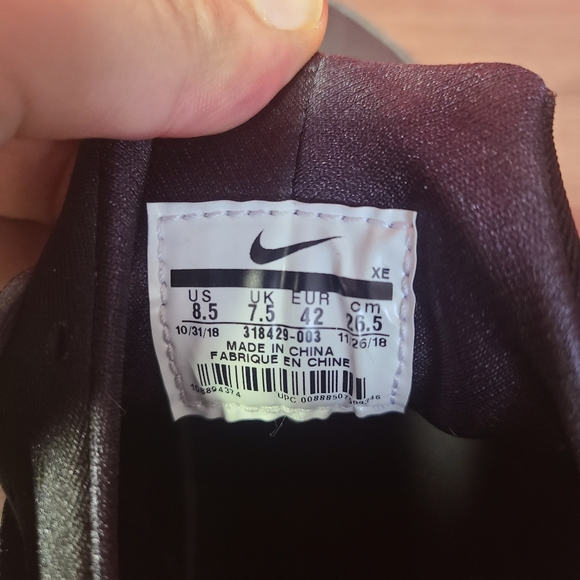 XE
US UK EUR cm
8.5 7.5 42 26.5
10/31/18 318429-003 11/26/18
MADE IN CHINA
FABRIQUE EN CHINE
UPC